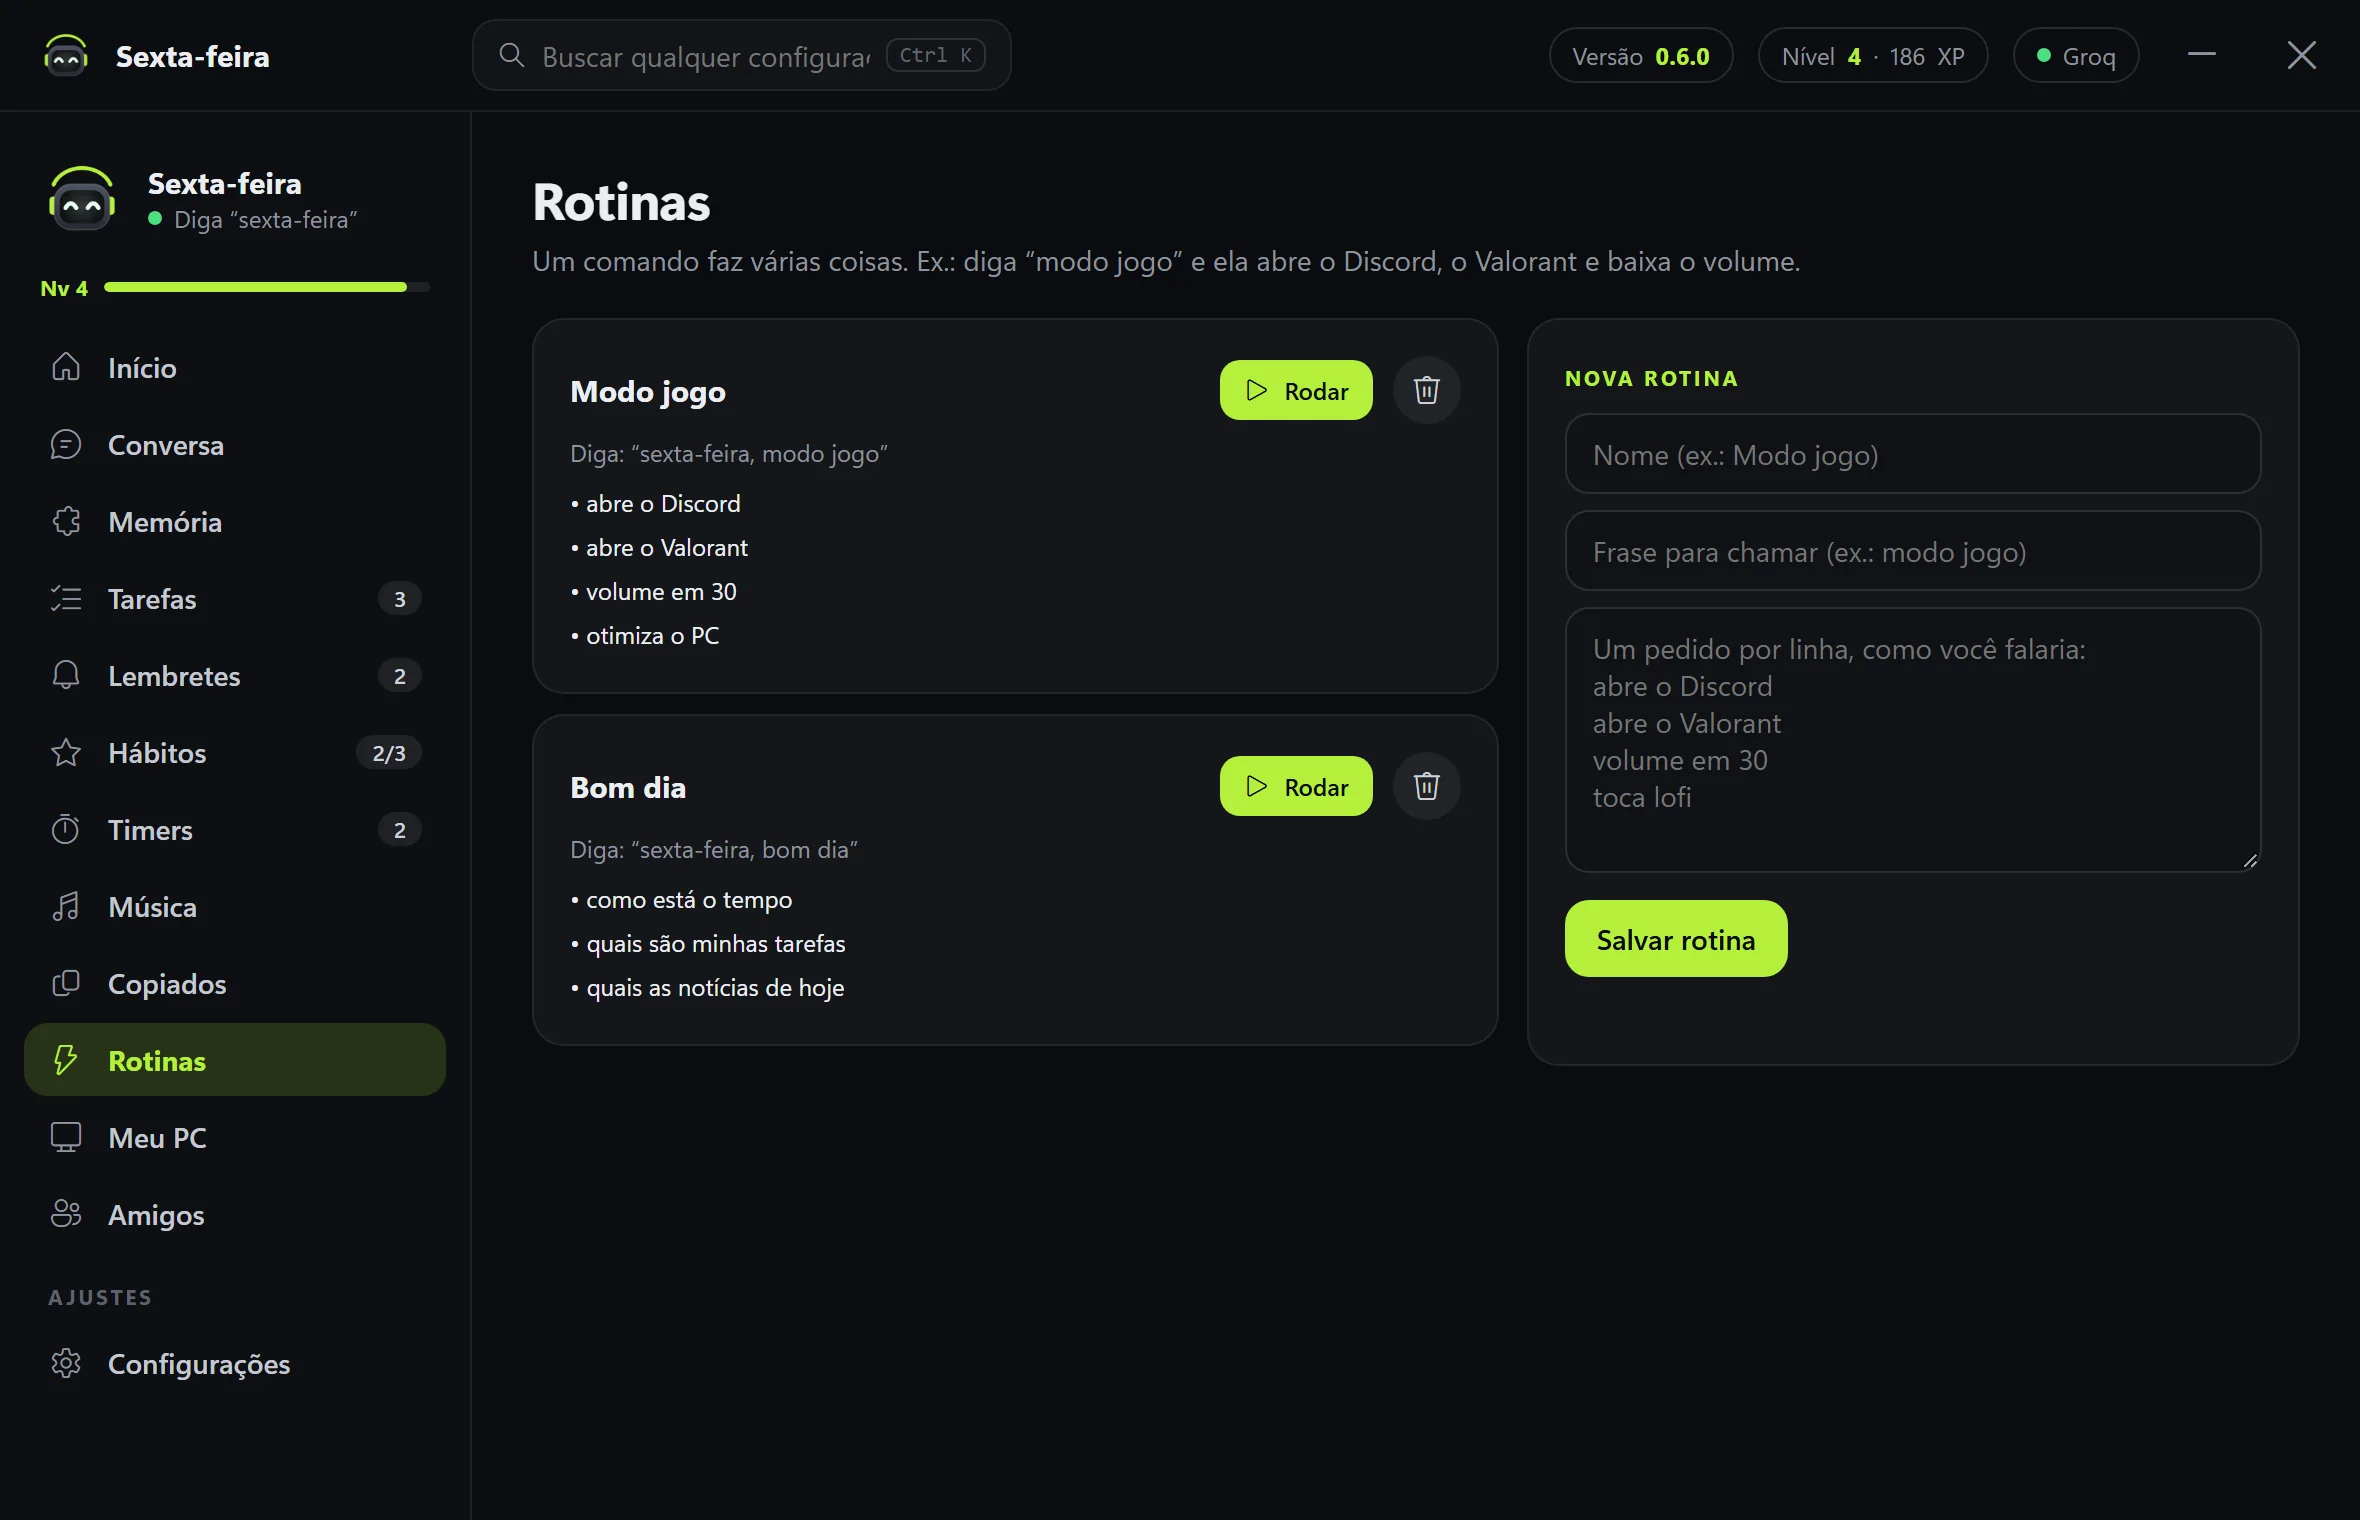 Sexta-feira
Buscar qualquer configura
Ctrl K
Versão 0.6.0
Nível 4 · 186 XP
Groq
Sexta-feira
Diga “sexta-feira”
Nv 4
Início
Conversa
Memória
Tarefas 3
Lembretes 2
Hábitos 2/3
Timers 2
Música
Copiados
Rotinas
Meu PC
Amigos
AJUSTES
Configurações
Rotinas
Um comando faz várias coisas. Ex.: diga “modo jogo” e ela abre o Discord, o Valorant e baixa o volume.
Modo jogo
Rodar
Diga: “sexta-feira, modo jogo”
• abre o Discord
• abre o Valorant
• volume em 30
• otimiza o PC
Bom dia
Rodar
Diga: “sexta-feira, bom dia”
• como está o tempo
• quais são minhas tarefas
• quais as notícias de hoje
NOVA ROTINA
Nome (ex.: Modo jogo)
Frase para chamar (ex.: modo jogo)
Um pedido por linha, como você falaria:
abre o Discord
abre o Valorant
volume em 30
toca lofi
Salvar rotina